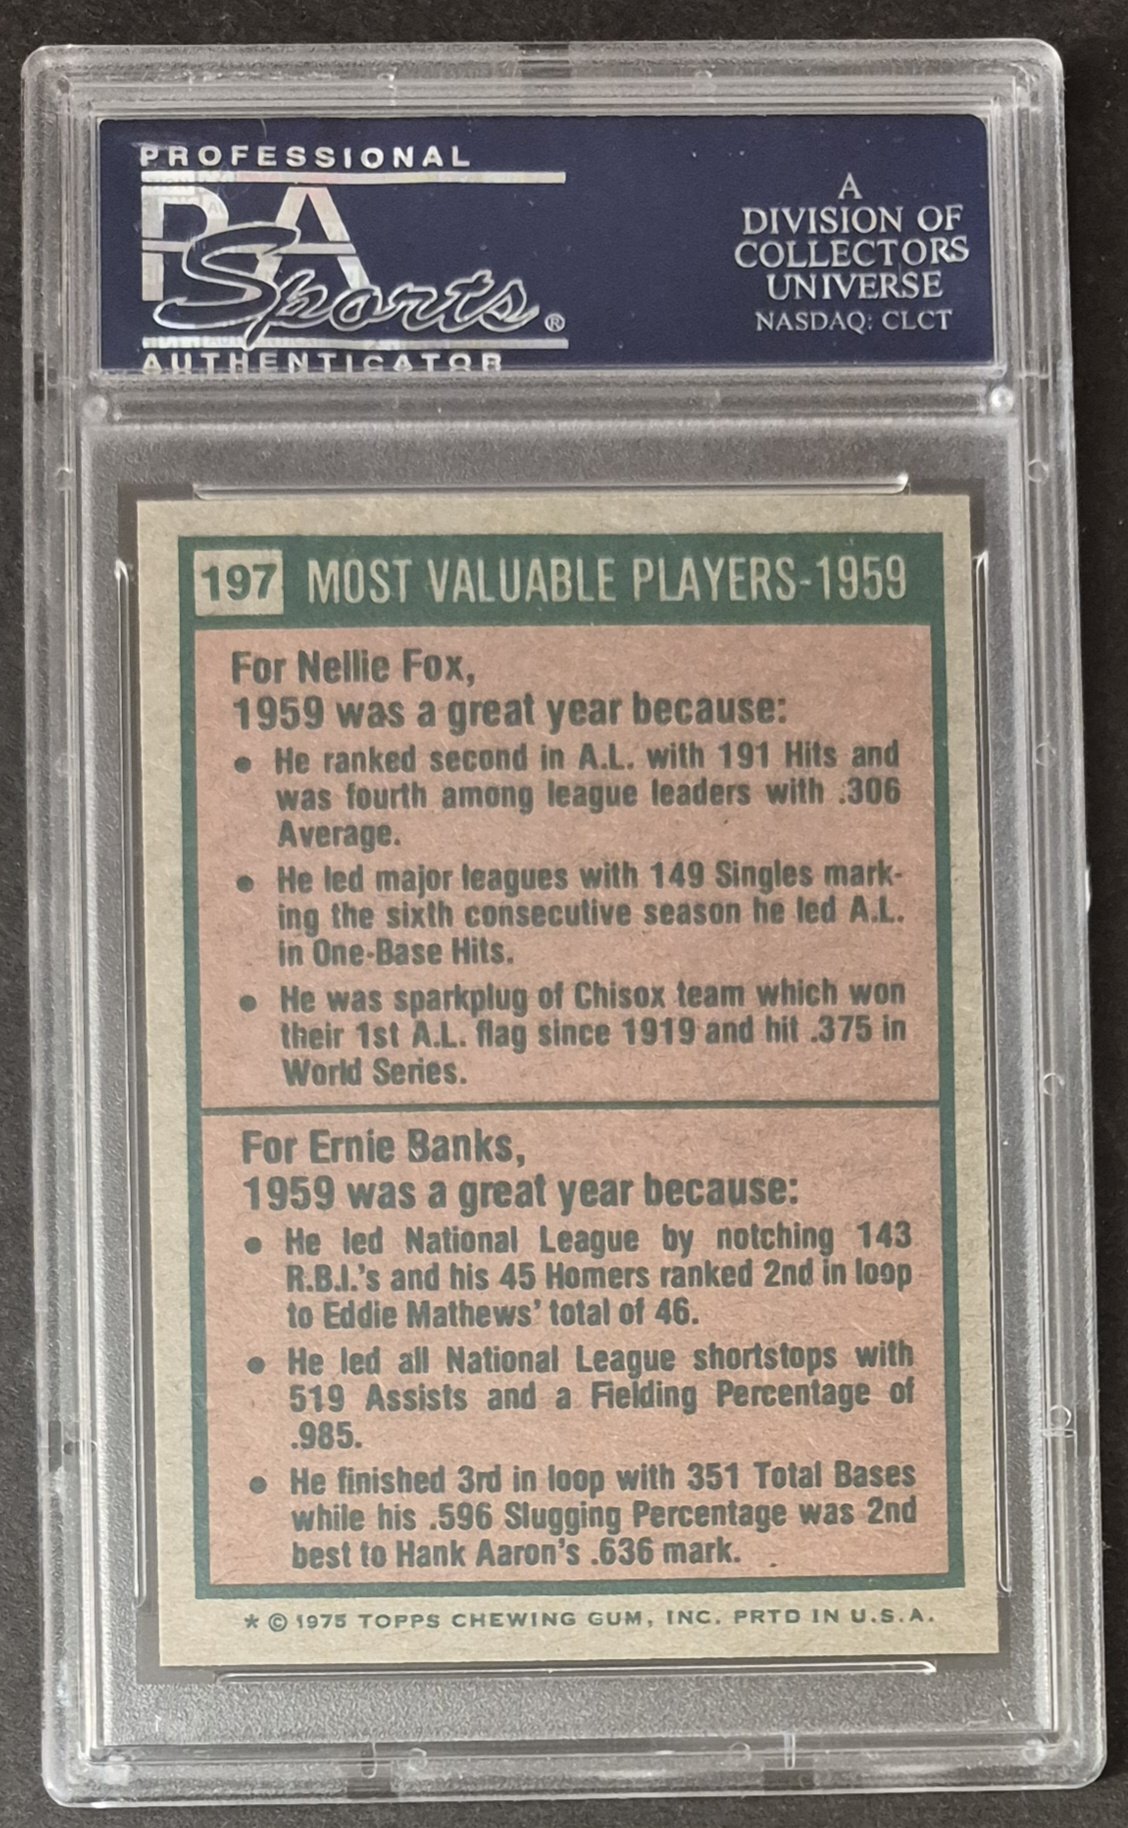 PROFESSIONAL
PSA
Sports®
AUTHENTICATOR
A
DIVISION OF
COLLECTORS
UNIVERSE
NASDAQ: CLCT
197 MOST VALUABLE PLAYERS-1959
For Nellie Fox,
1959 was a great year because:
• He ranked second in A.L. with 191 Hits and
was fourth among league leaders with .306
Average.
• He led major leagues with 149 Singles mark-
ing the sixth consecutive season he led A.L.
in One-Base Hits.
• He was sparkplug of Chisox team which won
their 1st A.L. flag since 1919 and hit .375 in
World Series.
For Ernie Banks,
1959 was a great year because:
• He led National League by notching 143
R.B.I.'s and his 45 Homers ranked 2nd in loop
to Eddie Mathews' total of 46.
• He led all National League shortstops with
519 Assists and a Fielding Percentage of
.985.
• He finished 3rd in loop with 351 Total Bases
while his .596 Slugging Percentage was 2nd
best to Hank Aaron's .636 mark.
* © 1975 TOPPS CHEWING GUM, INC. PRTD IN U.S.A.